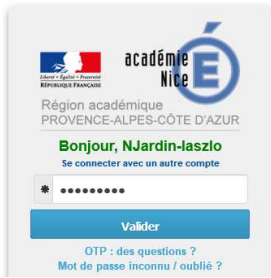 académie
Nice
Liberté • Égalité • Fraternité
RÉPUBLIQUE FRANÇAISE
Région académique
PROVENCE-ALPES-CÔTE D'AZUR
Bonjour, NJardin-laszlo
Se connecter avec un autre compte
Valider
OTP : des questions ?
Mot de passe inconnu / oublié ?